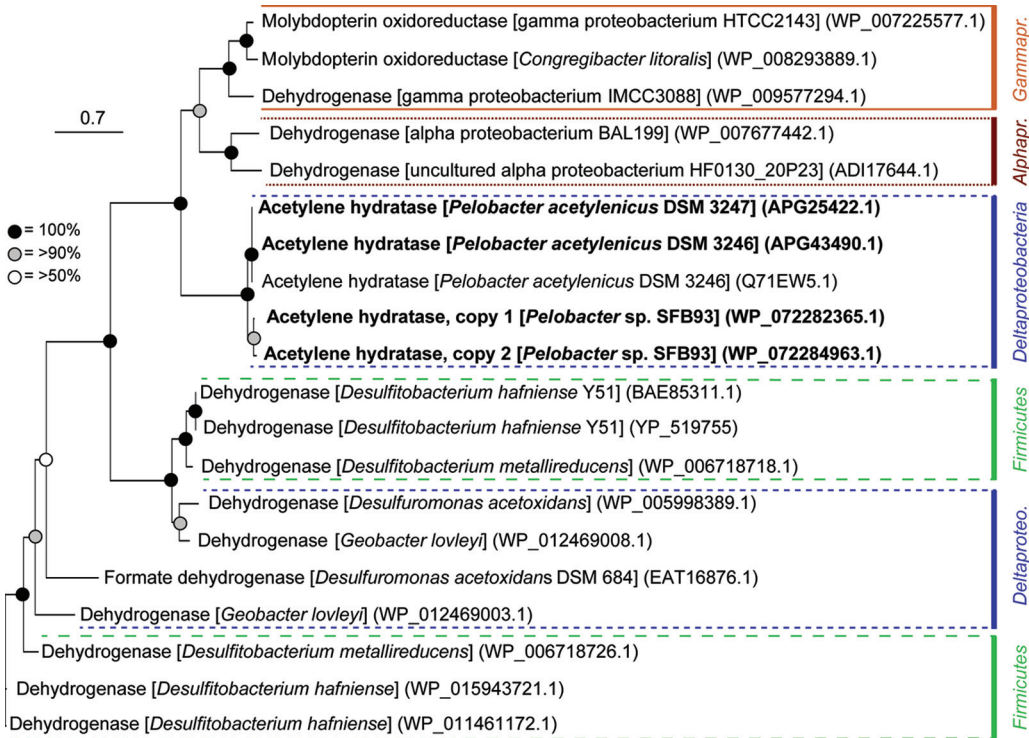 Molybdopterin oxidoreductase [gamma proteobacterium HTCC2143] (WP_007225577.1)
Molybdopterin oxidoreductase [Congregibacter litoralis] (WP_008293889.1)
Dehydrogenase [gamma proteobacterium IMCC3088] (WP_009577294.1)
Gammapr.
0.7
Dehydrogenase [alpha proteobacterium BAL199] (WP_007677442.1)
Dehydrogenase [uncultured alpha proteobacterium HF0130_20P23] (ADI17644.1)
Alphapr.
= 100%
= >90%
= >50%
Acetylene hydratase [Pelobacter acetylenicus DSM 3247] (APG25422.1)
Acetylene hydratase [Pelobacter acetylenicus DSM 3246] (APG43490.1)
Acetylene hydratase [Pelobacter acetylenicus DSM 3246] (Q71EW5.1)
Acetylene hydratase, copy 1 [Pelobacter sp. SFB93] (WP_072282365.1)
Acetylene hydratase, copy 2 [Pelobacter sp. SFB93] (WP_072284963.1)
Deltaproteobacteria
Dehydrogenase [Desulfitobacterium hafniense Y51] (BAE85311.1)
Dehydrogenase [Desulfitobacterium hafniense Y51] (YP_519755)
Dehydrogenase [Desulfitobacterium metallireducens] (WP_006718718.1)
Firmicutes
Dehydrogenase [Desulfuromonas acetoxidans] (WP_005998389.1)
Dehydrogenase [Geobacter lovleyi] (WP_012469008.1)
Formate dehydrogenase [Desulfuromonas acetoxidans DSM 684] (EAT16876.1)
Dehydrogenase [Geobacter lovleyi] (WP_012469003.1)
Deltaproteo.
Dehydrogenase [Desulfitobacterium metallireducens] (WP_006718726.1)
Dehydrogenase [Desulfitobacterium hafniense] (WP_015943721.1)
Dehydrogenase [Desulfitobacterium hafniense] (WP_011461172.1)
Firmicutes